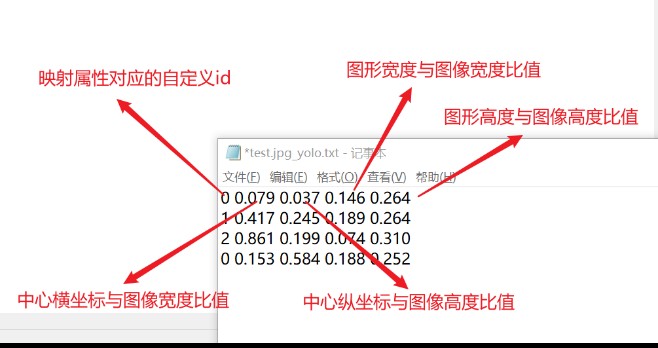 图形宽度与图像宽度比值
映射属性对应的自定义id
图形高度与图像高度比值
*test.jpg_yolo.txt - 记事本
文件(F) 编辑(E) 格式(O) 查看(V) 帮助(H)
0 0.079 0.037 0.146 0.264
1 0.417 0.245 0.189 0.264
2 0.861 0.199 0.074 0.310
0 0.153 0.584 0.188 0.252
中心横坐标与图像宽度比值
中心纵坐标与图像高度比值